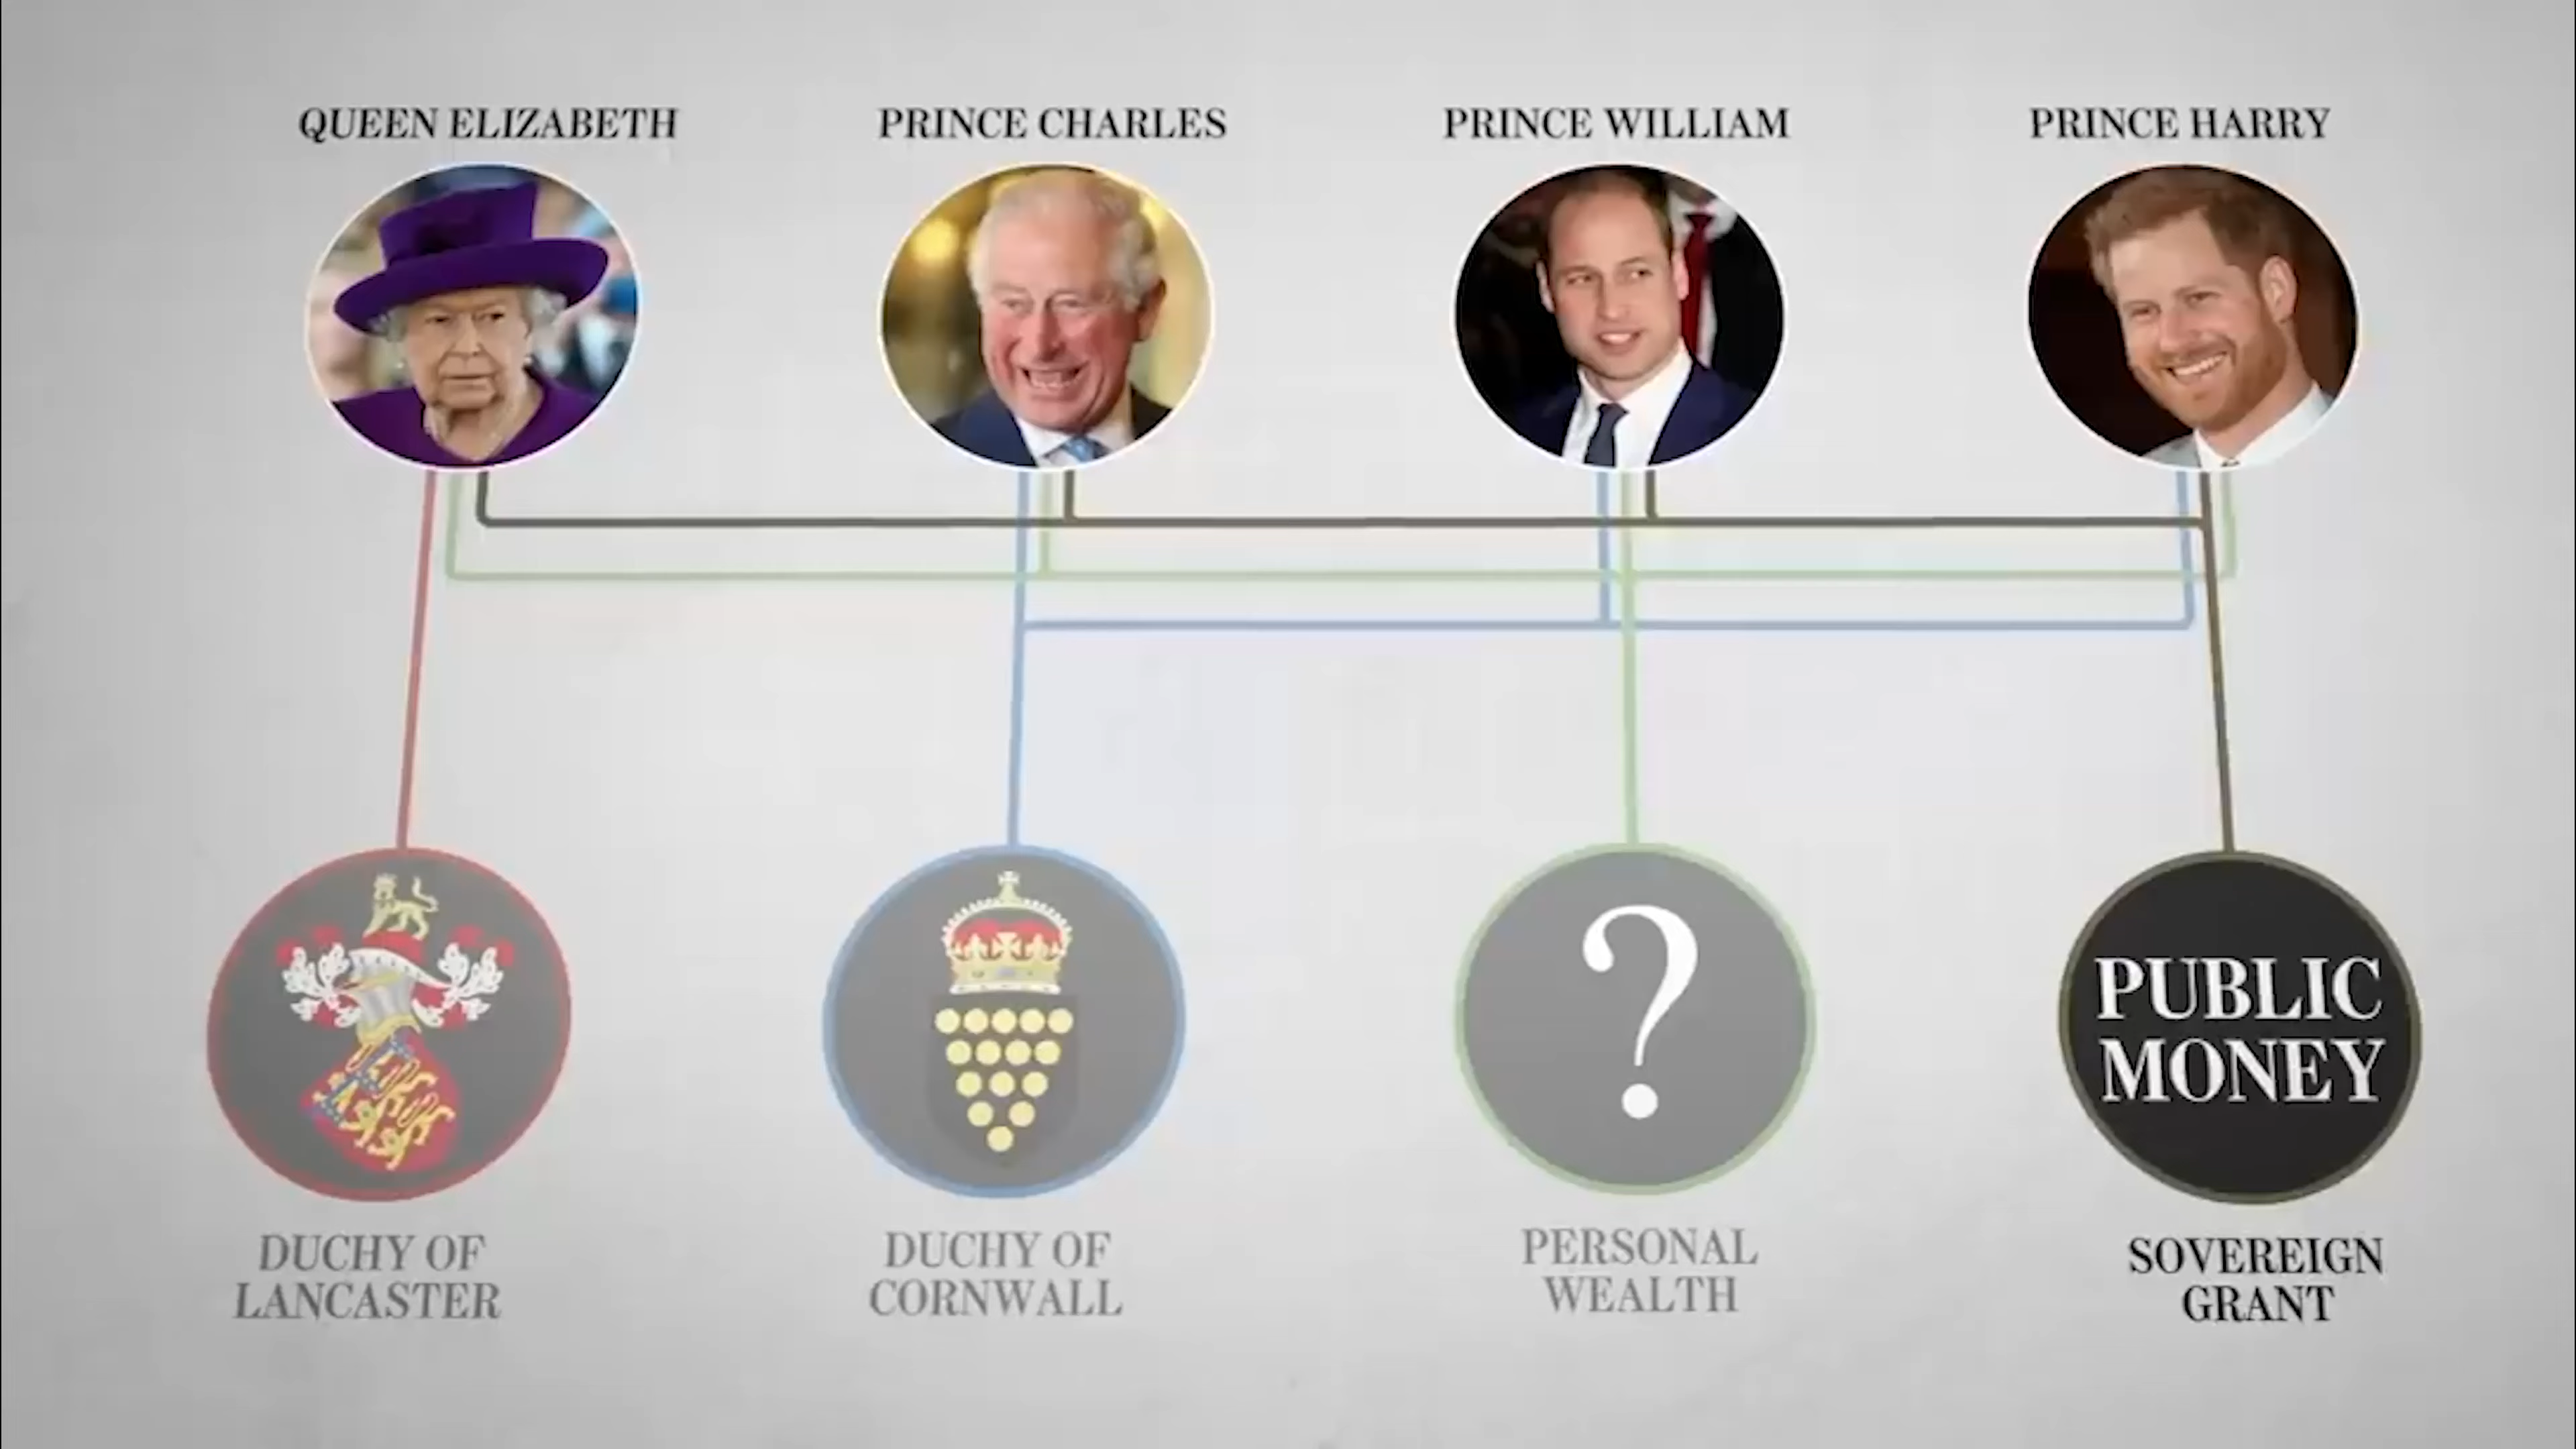 QUEEN ELIZABETH
PRINCE CHARLES
PRINCE WILLIAM
PRINCE HARRY
?
PUBLIC
MONEY
DUCHY OF
LANCASTER
DUCHY OF
CORNWALL
PERSONAL
WEALTH
SOVEREIGN
GRANT